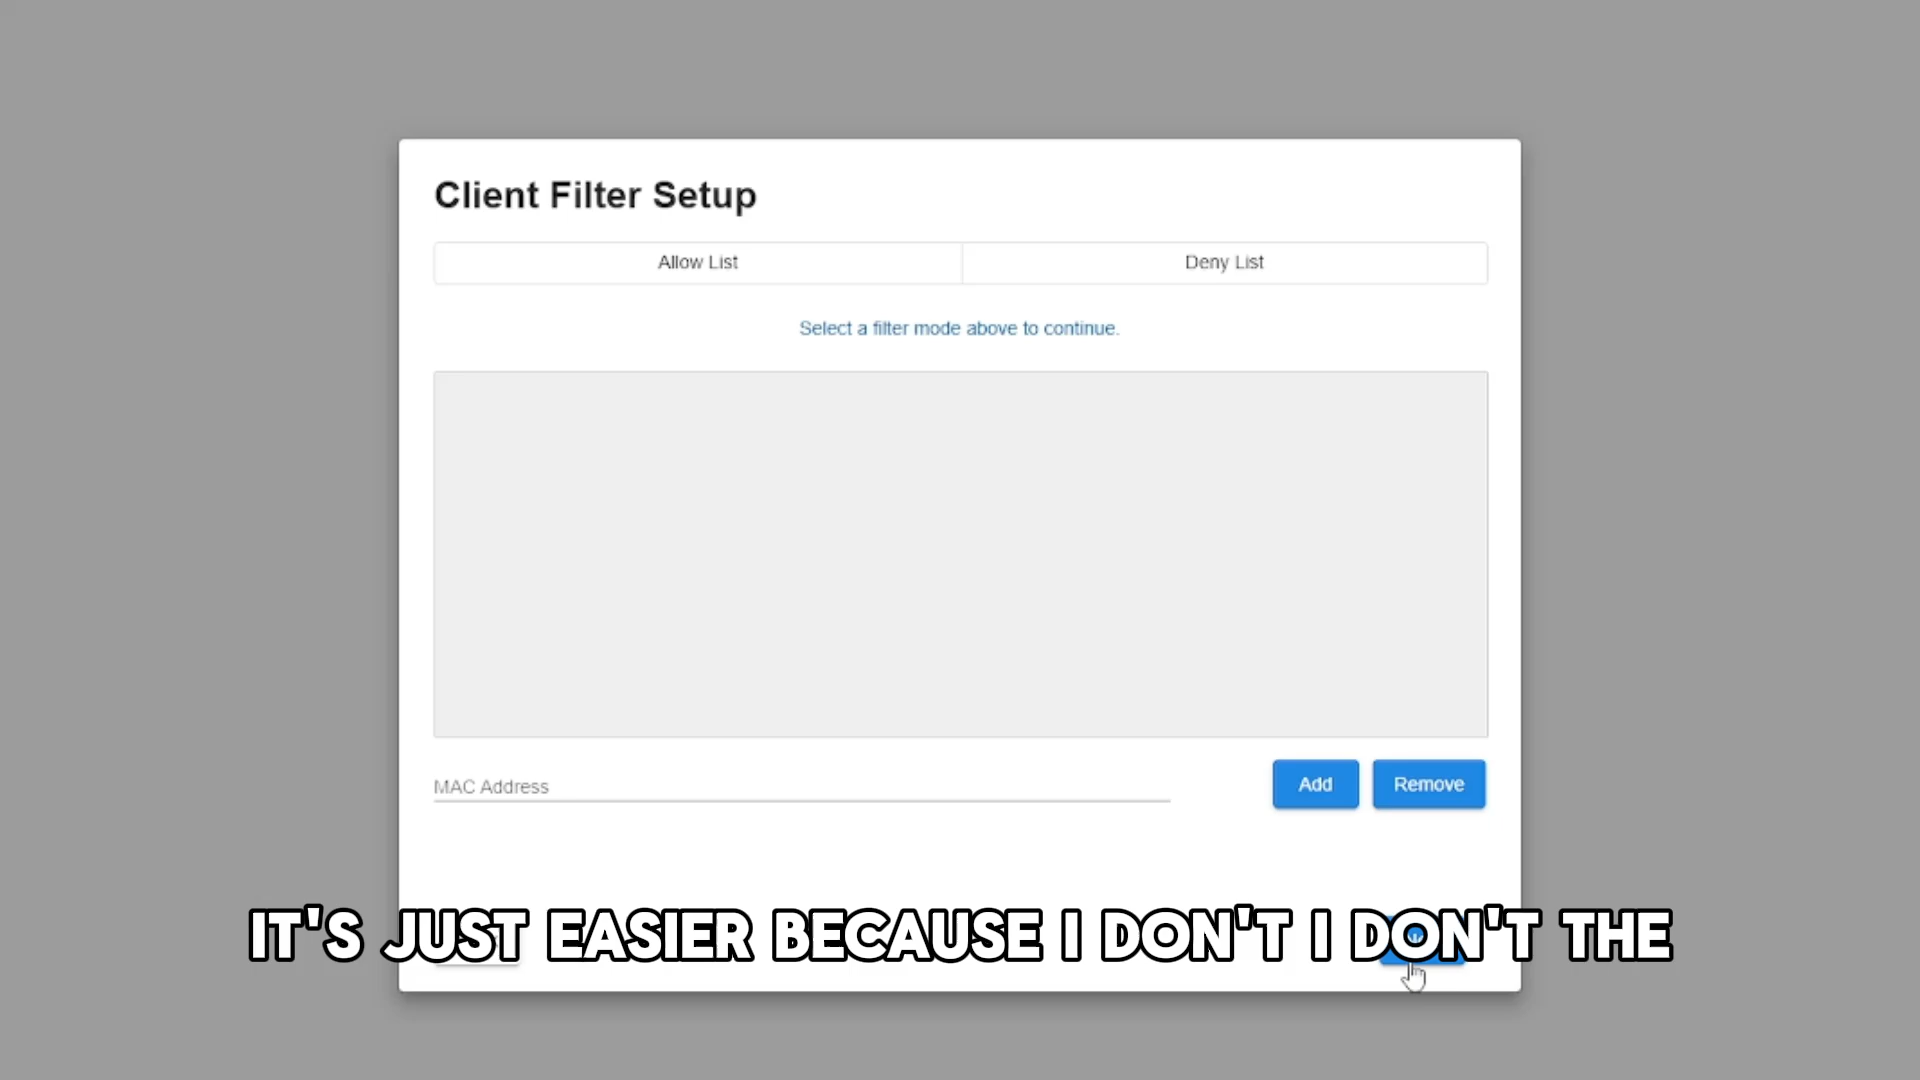 Client Filter Setup
Allow List
Deny List
Select a filter mode above to continue.
MAC Address
Add
Remove
IT'S JUST EASIER BECAUSE I DON'T I DON'T THE